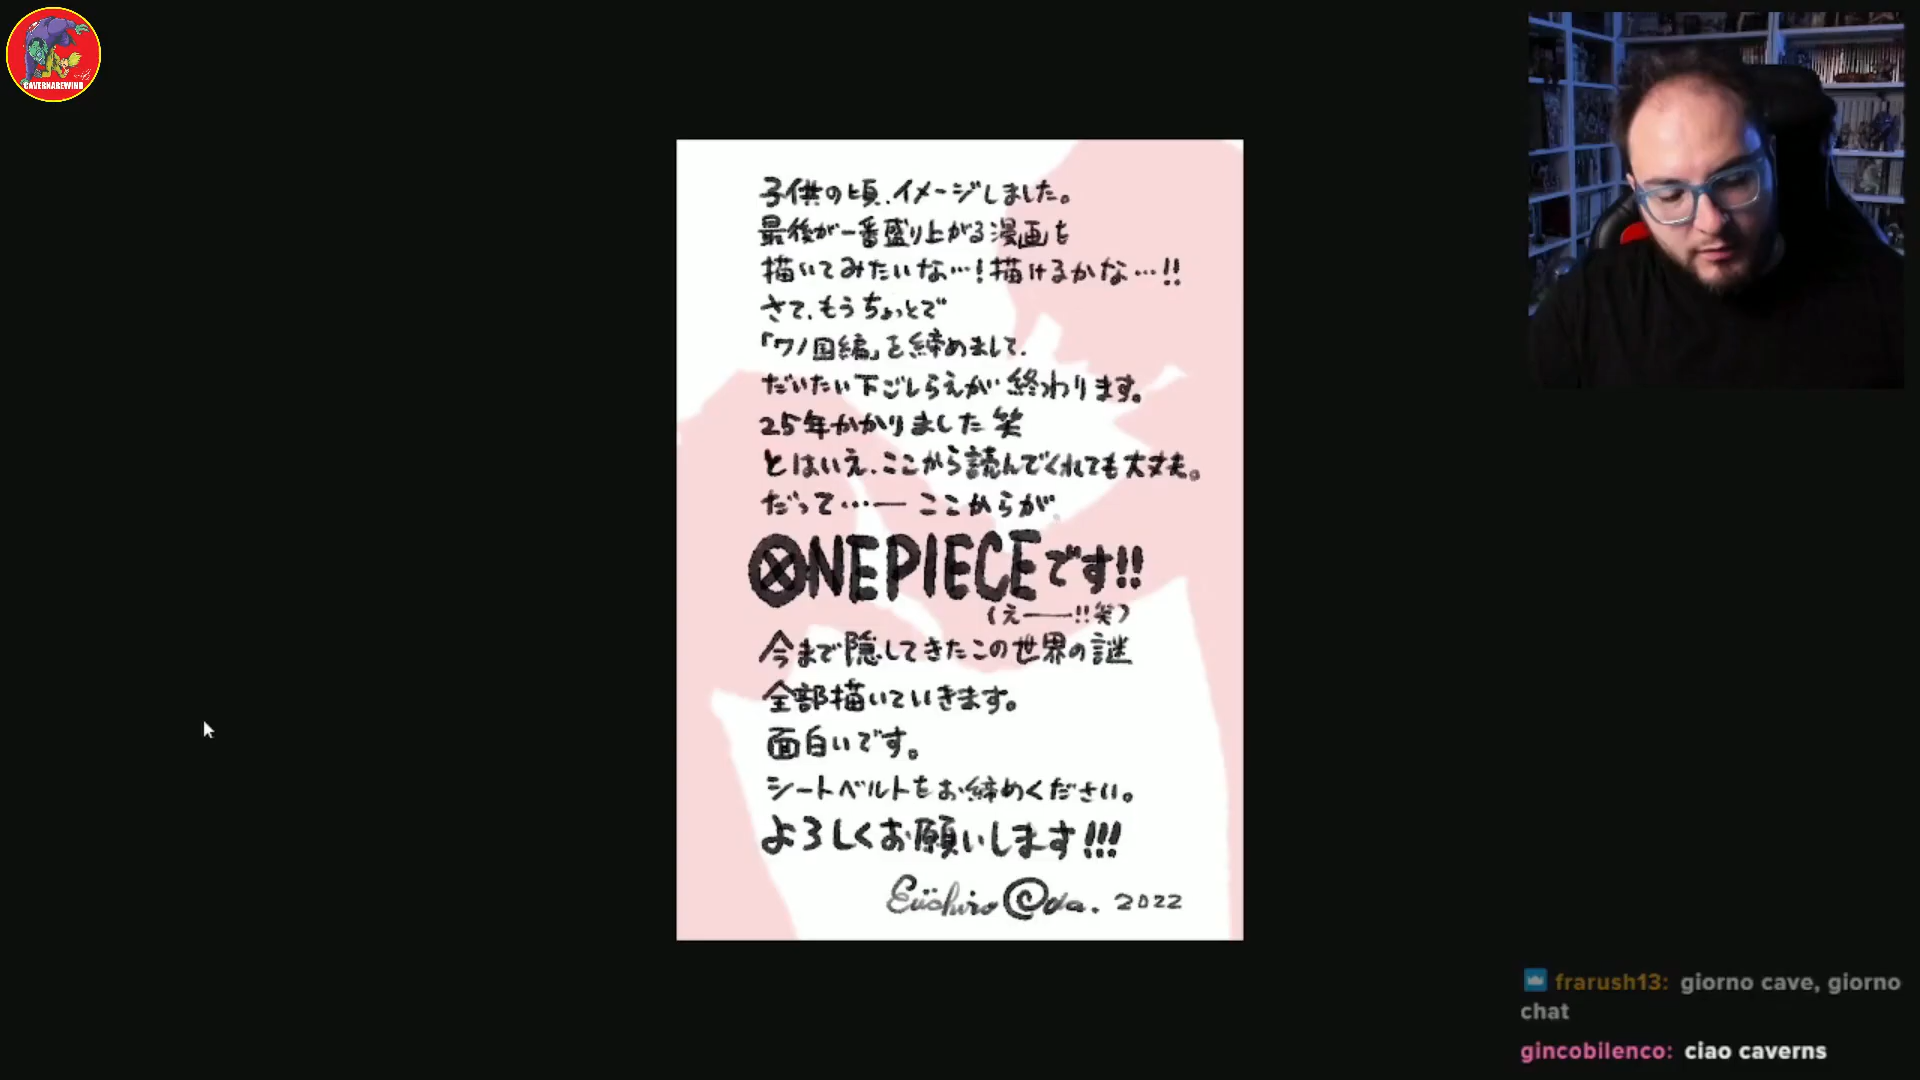 CAVERNAREWIND
子供の頃、イメージしました。
最後が一番盛り上がる漫画を
描いてみたいな…！描けるかな…!!
さて、もうちょっとで
「ワノ国編」を締めまして、
だいたい下ごしらえが終わります。
25年かかりました 笑
とはいえ、ここから読んでくれても大丈夫。
だって…― ここからが、
ONE PIECEです!!
（え――!!笑）
今まで隠してきたこの世界の謎
全部描いていきます。
面白いです。
シートベルトをお締めください。
よろしくお願いします!!!
Eiichiro Oda. 2022
frarush13: giorno cave, giorno
chat
gincobilenco: ciao caverns